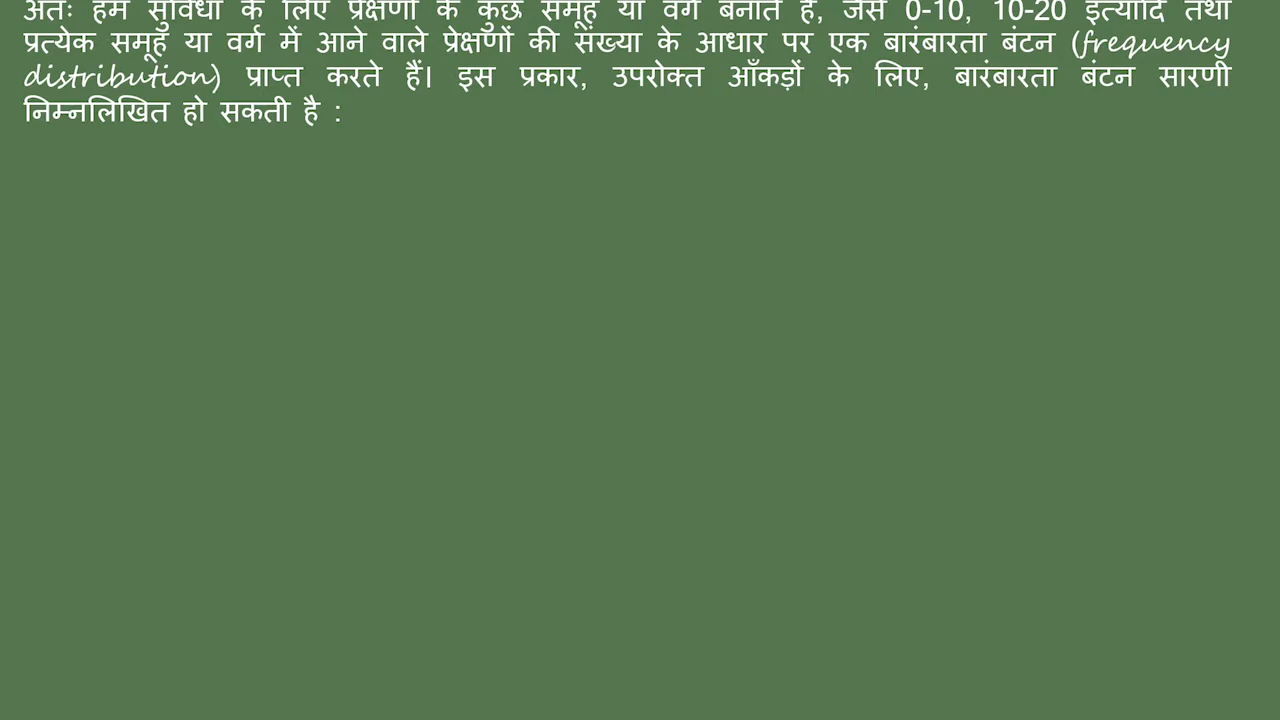 अतः हम सुविधा के लिए प्रेक्षणों के कुछ समूह या वर्ग बनाते हैं, जैसे 0-10, 10-20 इत्यादि तथा
प्रत्येक समूह या वर्ग में आने वाले प्रेक्षणों की संख्या के आधार पर एक बारंबारता बंटन (frequency
distribution) प्राप्त करते हैं। इस प्रकार, उपरोक्त आँकड़ों के लिए, बारंबारता बंटन सारणी
निम्नलिखित हो सकती है :